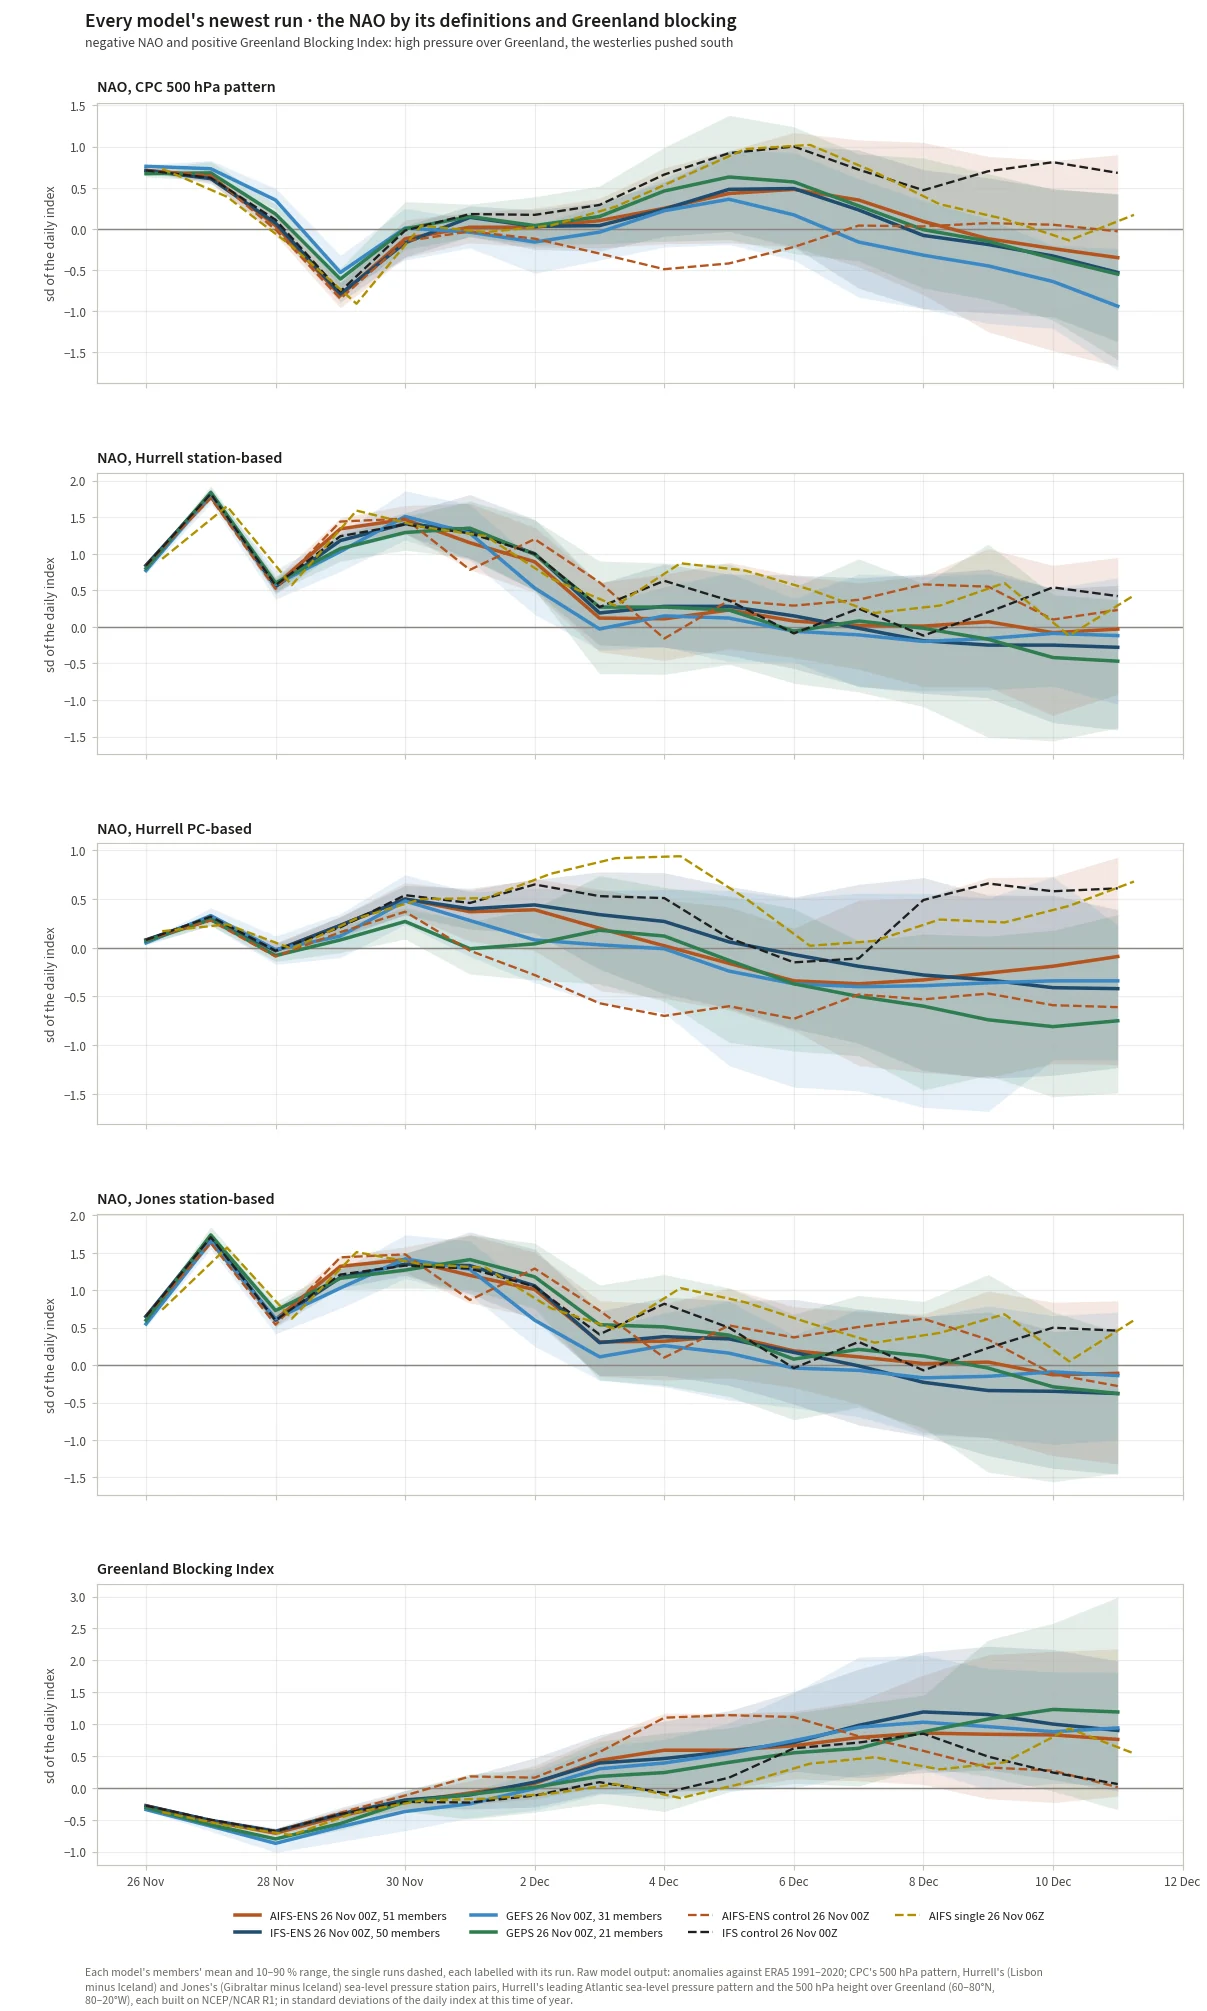 Every model's newest run · the NAO by its definitions and Greenland blocking
negative NAO and positive Greenland Blocking Index: high pressure over Greenland, the westerlies pushed south
NAO, CPC 500 hPa pattern
sd of the daily index
1.5
1.0
0.5
0.0
−0.5
−1.0
−1.5
NAO, Hurrell station-based
sd of the daily index
2.0
1.5
1.0
0.5
0.0
−0.5
−1.0
−1.5
NAO, Hurrell PC-based
sd of the daily index
1.0
0.5
0.0
−0.5
−1.0
−1.5
NAO, Jones station-based
sd of the daily index
2.0
1.5
1.0
0.5
0.0
−0.5
−1.0
−1.5
Greenland Blocking Index
sd of the daily index
3.0
2.5
2.0
1.5
1.0
0.5
0.0
−0.5
−1.0
26 Nov 28 Nov 30 Nov 2 Dec 4 Dec 6 Dec 8 Dec 10 Dec 12 Dec
AIFS-ENS 26 Nov 00Z, 51 members GEFS 26 Nov 00Z, 31 members AIFS-ENS control 26 Nov 00Z AIFS single 26 Nov 06Z
IFS-ENS 26 Nov 00Z, 50 members GEPS 26 Nov 00Z, 21 members IFS control 26 Nov 00Z
Each model's members' mean and 10–90 % range, the single runs dashed, each labelled with its run. Raw model output: anomalies against ERA5 1991–2020; CPC's 500 hPa pattern, Hurrell's (Lisbon
minus Iceland) and Jones's (Gibraltar minus Iceland) sea-level pressure station pairs, Hurrell's leading Atlantic sea-level pressure pattern and the 500 hPa height over Greenland (60–80°N,
80–20°W), each built on NCEP/NCAR R1; in standard deviations of the daily index at this time of year.